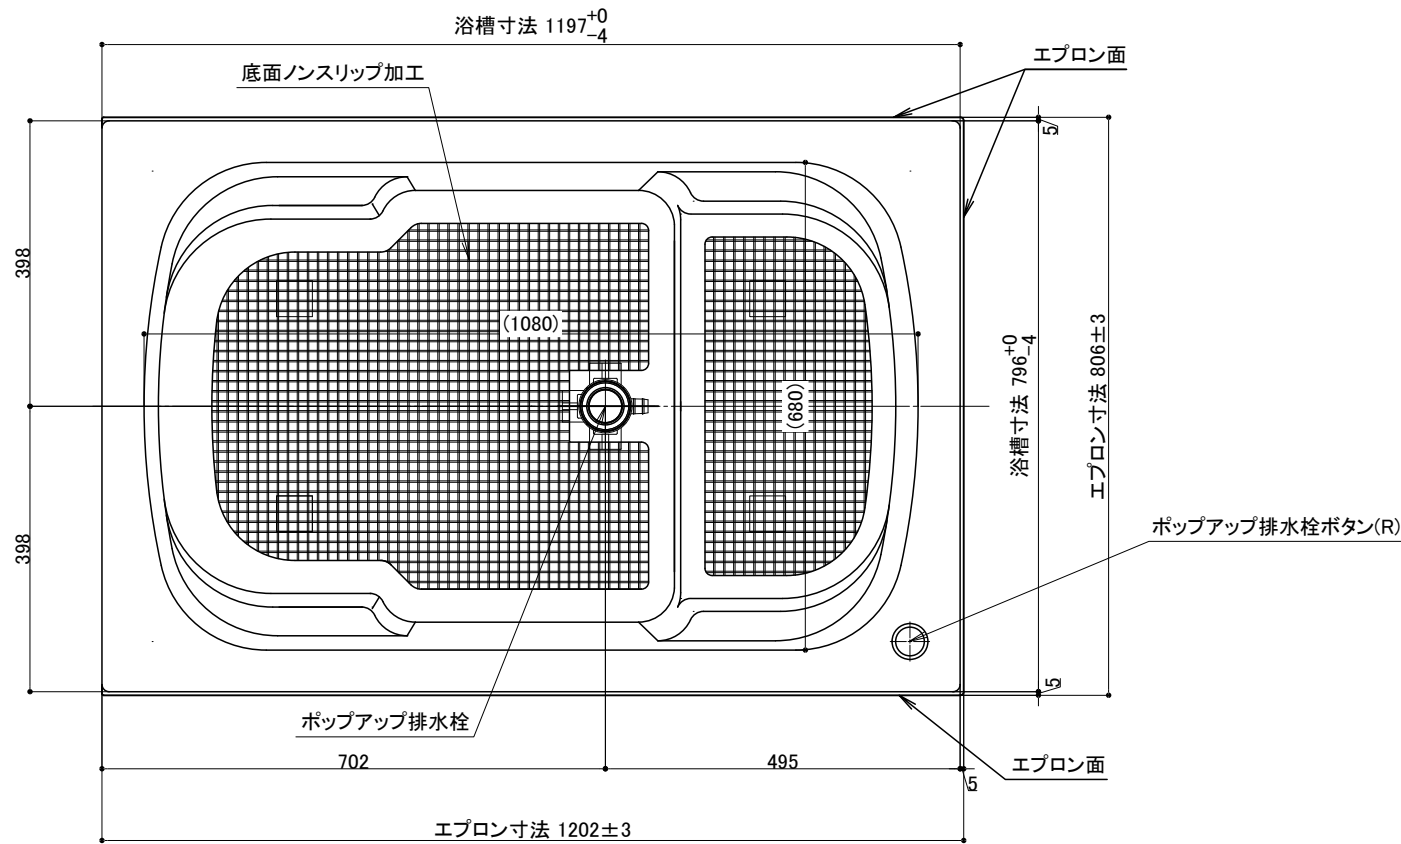 浴槽寸法 1197+0-4
エプロン面
底面ノンスリップ加工
5
398
(1080)
浴槽寸法 796+0-4
エプロン寸法 806±3
(680)
ポップアップ排水栓ボタン(R)
398
5
ポップアップ排水栓
702
495
エプロン面
5
エプロン寸法 1202±3